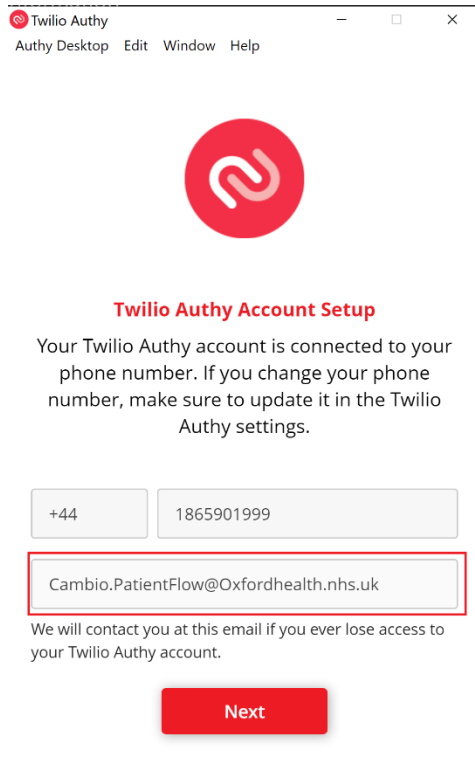 Twilio Authy
Authy Desktop Edit Window Help
Twilio Authy Account Setup
Your Twilio Authy account is connected to your
phone number. If you change your phone
number, make sure to update it in the Twilio
Authy settings.
+44 1865901999
Cambio.PatientFlow@Oxfordhealth.nhs.uk
We will contact you at this email if you ever lose access to
your Twilio Authy account.
Next